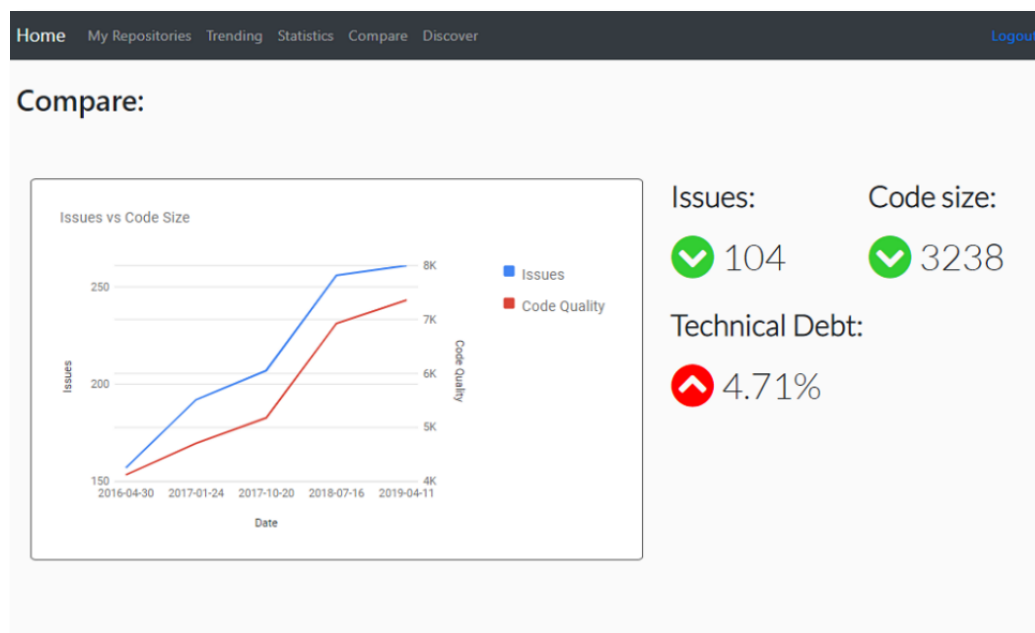 Home My Repositories Trending Statistics Compare Discover Logout
Compare:
Issues vs Code Size
Issues
250
200
150
8K
7K
6K
5K
4K
Code Quality
2016-04-30 2017-01-24 2017-10-20 2018-07-16 2019-04-11
Date
Issues
Code Quality
Issues:
104
Code size:
3238
Technical Debt:
4.71%